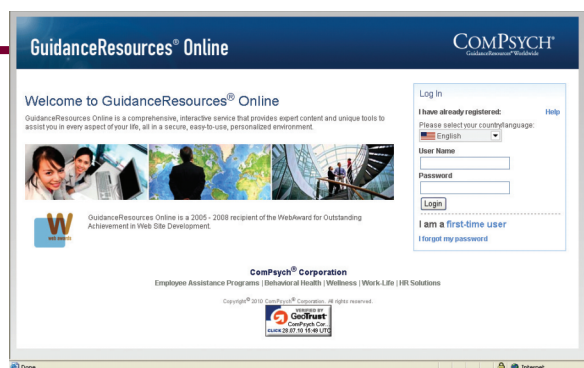 GuidanceResources® Online
COMPSYCH®
GuidanceResources® Worldwide
Welcome to GuidanceResources® Online
GuidanceResources Online is a comprehensive, interactive service that provides expert content and unique tools to
assist you in every aspect of your life, all in a secure, easy-to-use, personalized environment.
W
web awards
GuidanceResources Online is a 2005 - 2008 recipient of the WebAward for Outstanding
Achievement in Web Site Development.
Log In
I have already registered: Help
Please select your country/language:
English
User Name
Password
Login
I am a first-time user
I forgot my password
ComPsych® Corporation
Employee Assistance Programs | Behavioral Health | Wellness | Work-Life | HR Solutions
Copyright© 2010 ComPsych® Corporation. All rights reserved.
VERIFIED BY
GeoTrust
ComPsych Cor...
CLICK 28.07.10 15:49 UTC
Done Internet